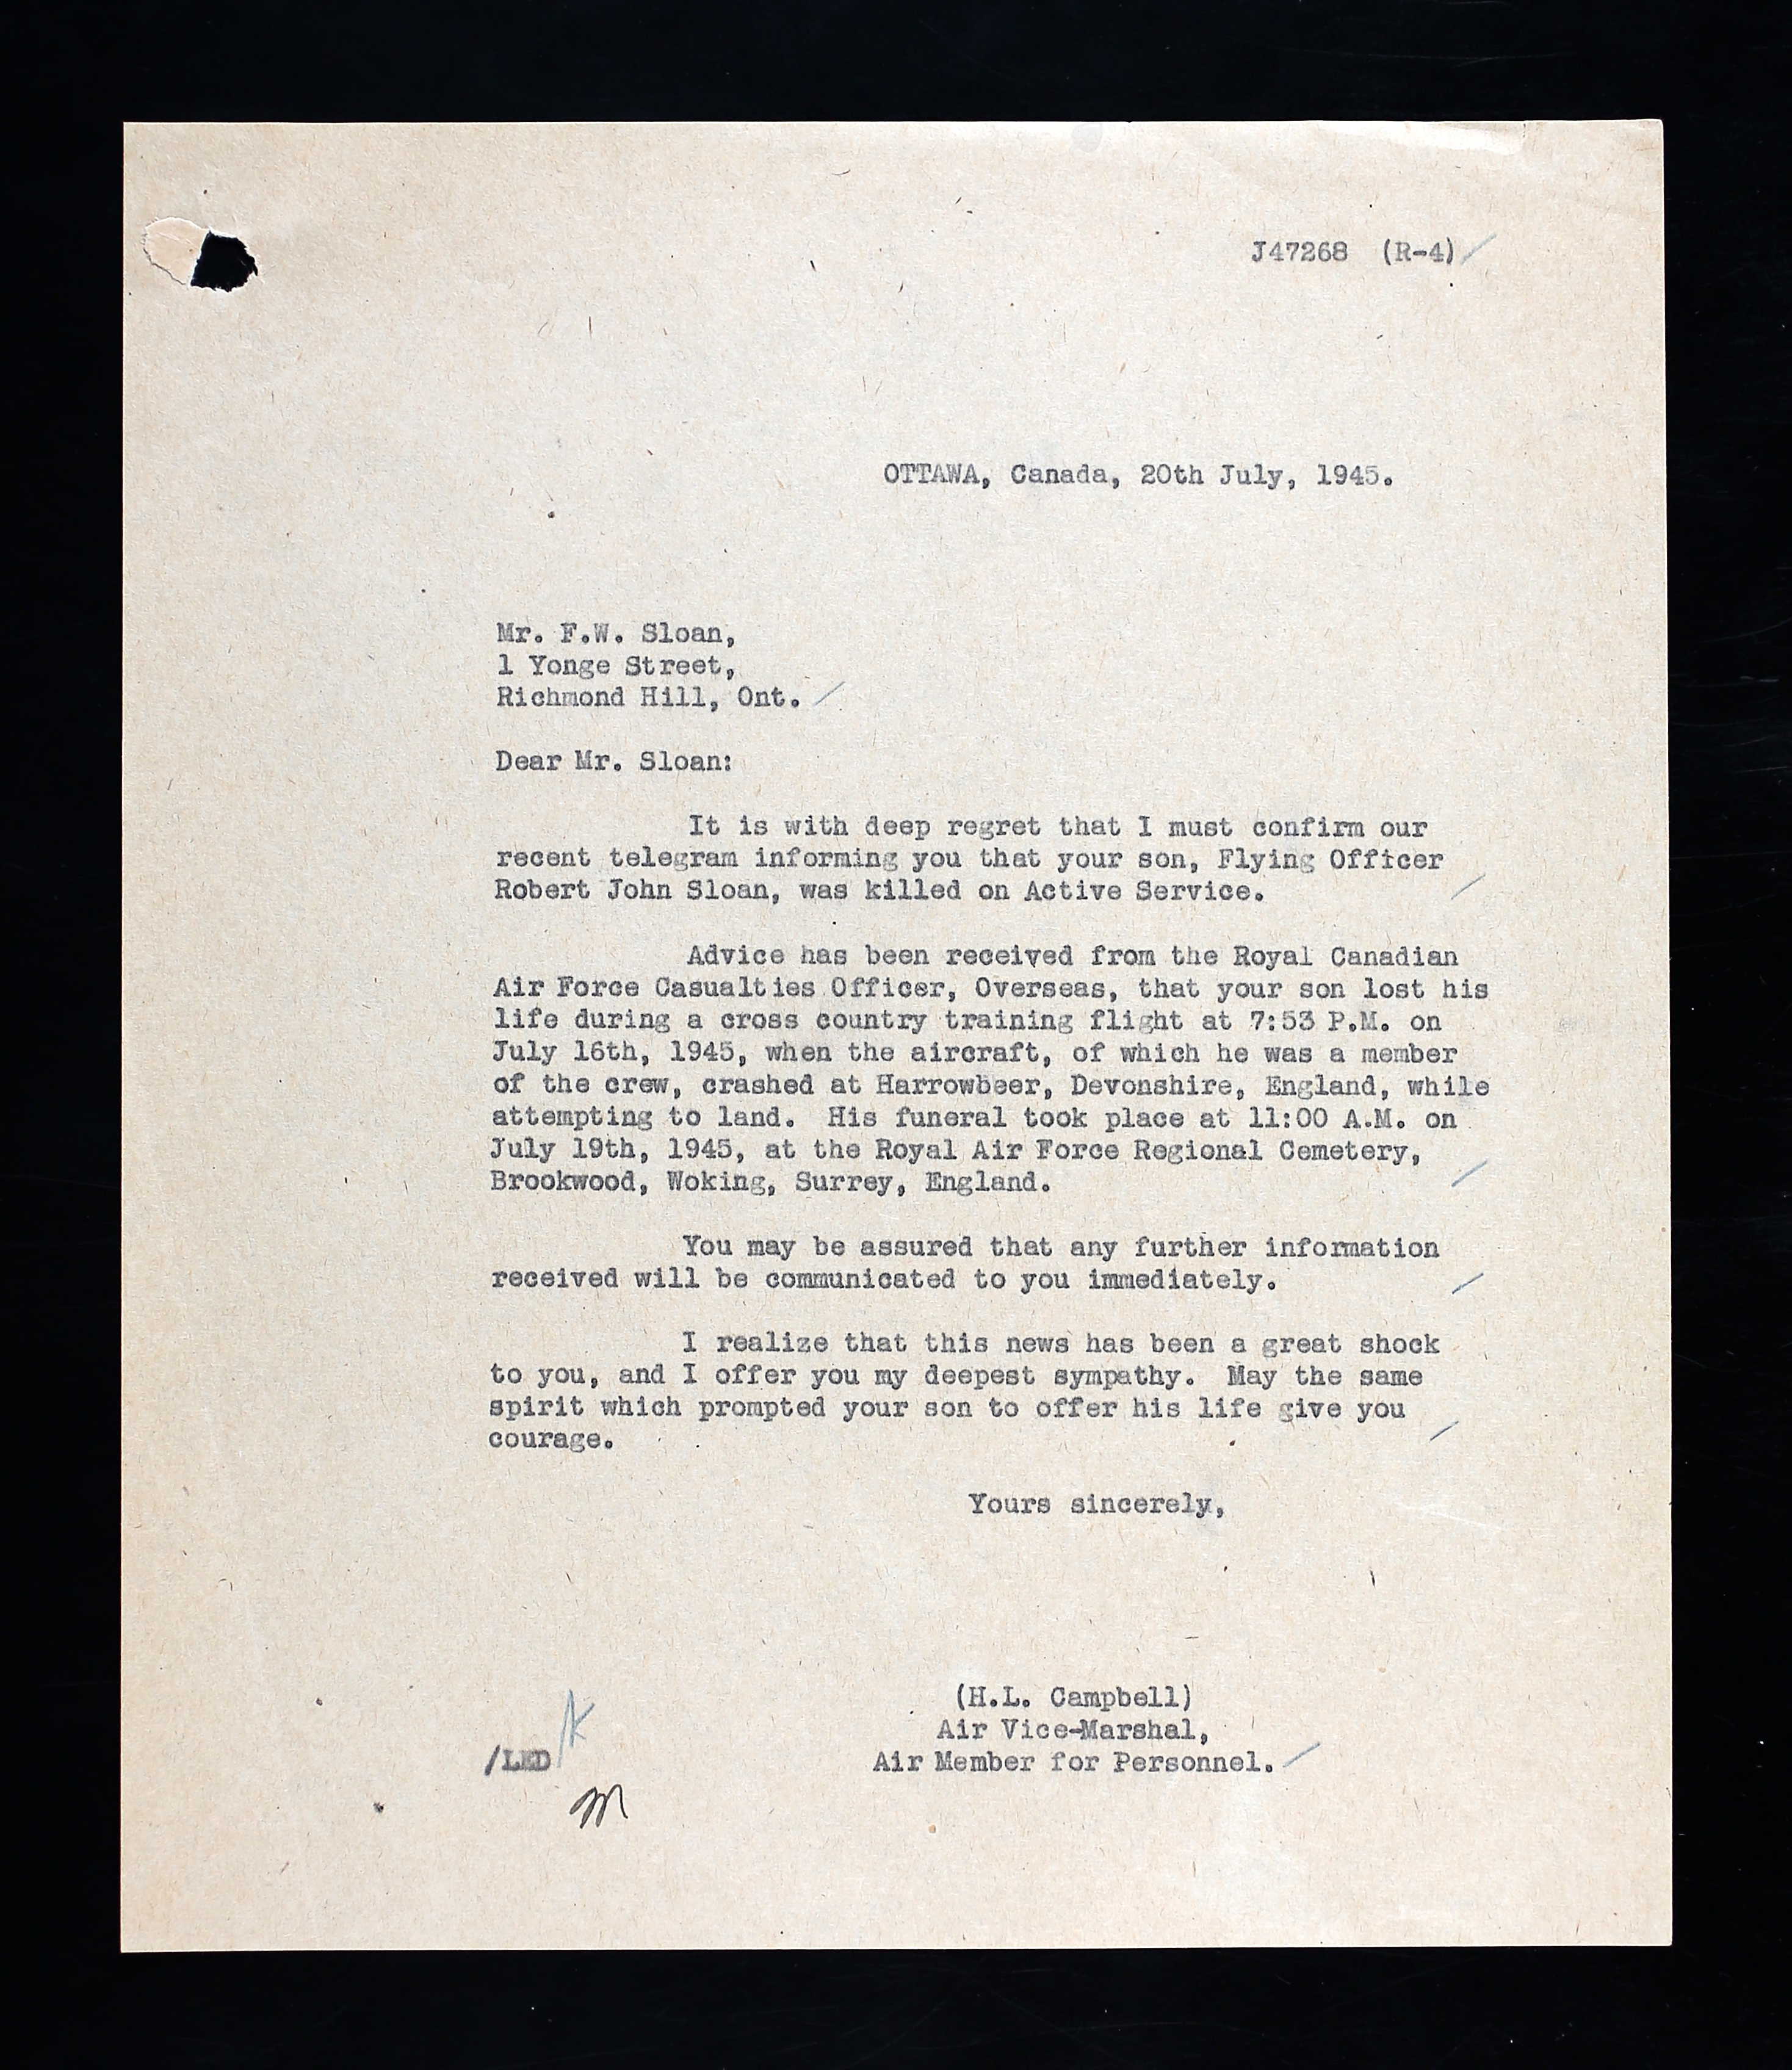 J47268 (R-4)
OTTAWA, Canada, 20th July, 1945.
Mr. F.W. Sloan,
1 Yonge Street,
Richmond Hill, Ont.
Dear Mr. Sloan:
It is with deep regret that I must confirm our
recent telegram informing you that your son, Flying Officer
Robert John Sloan, was killed on Active Service.
Advice has been received from the Royal Canadian
Air Force Casualties Officer, Overseas, that your son lost his
life during a cross country training flight at 7:53 P.M. on
July 16th, 1945, when the aircraft, of which he was a member
of the crew, crashed at Harrowbeer, Devonshire, England, while
attempting to land. His funeral took place at 11:00 A.M. on
July 19th, 1945, at the Royal Air Force Regional Cemetery,
Brookwood, Woking, Surrey, England.
You may be assured that any further information
received will be communicated to you immediately.
I realize that this news has been a great shock
to you, and I offer you my deepest sympathy. May the same
spirit which prompted your son to offer his life give you
courage.
Yours sincerely,
(H.L. Campbell)
Air Vice-Marshal,
Air Member for Personnel.
/LED